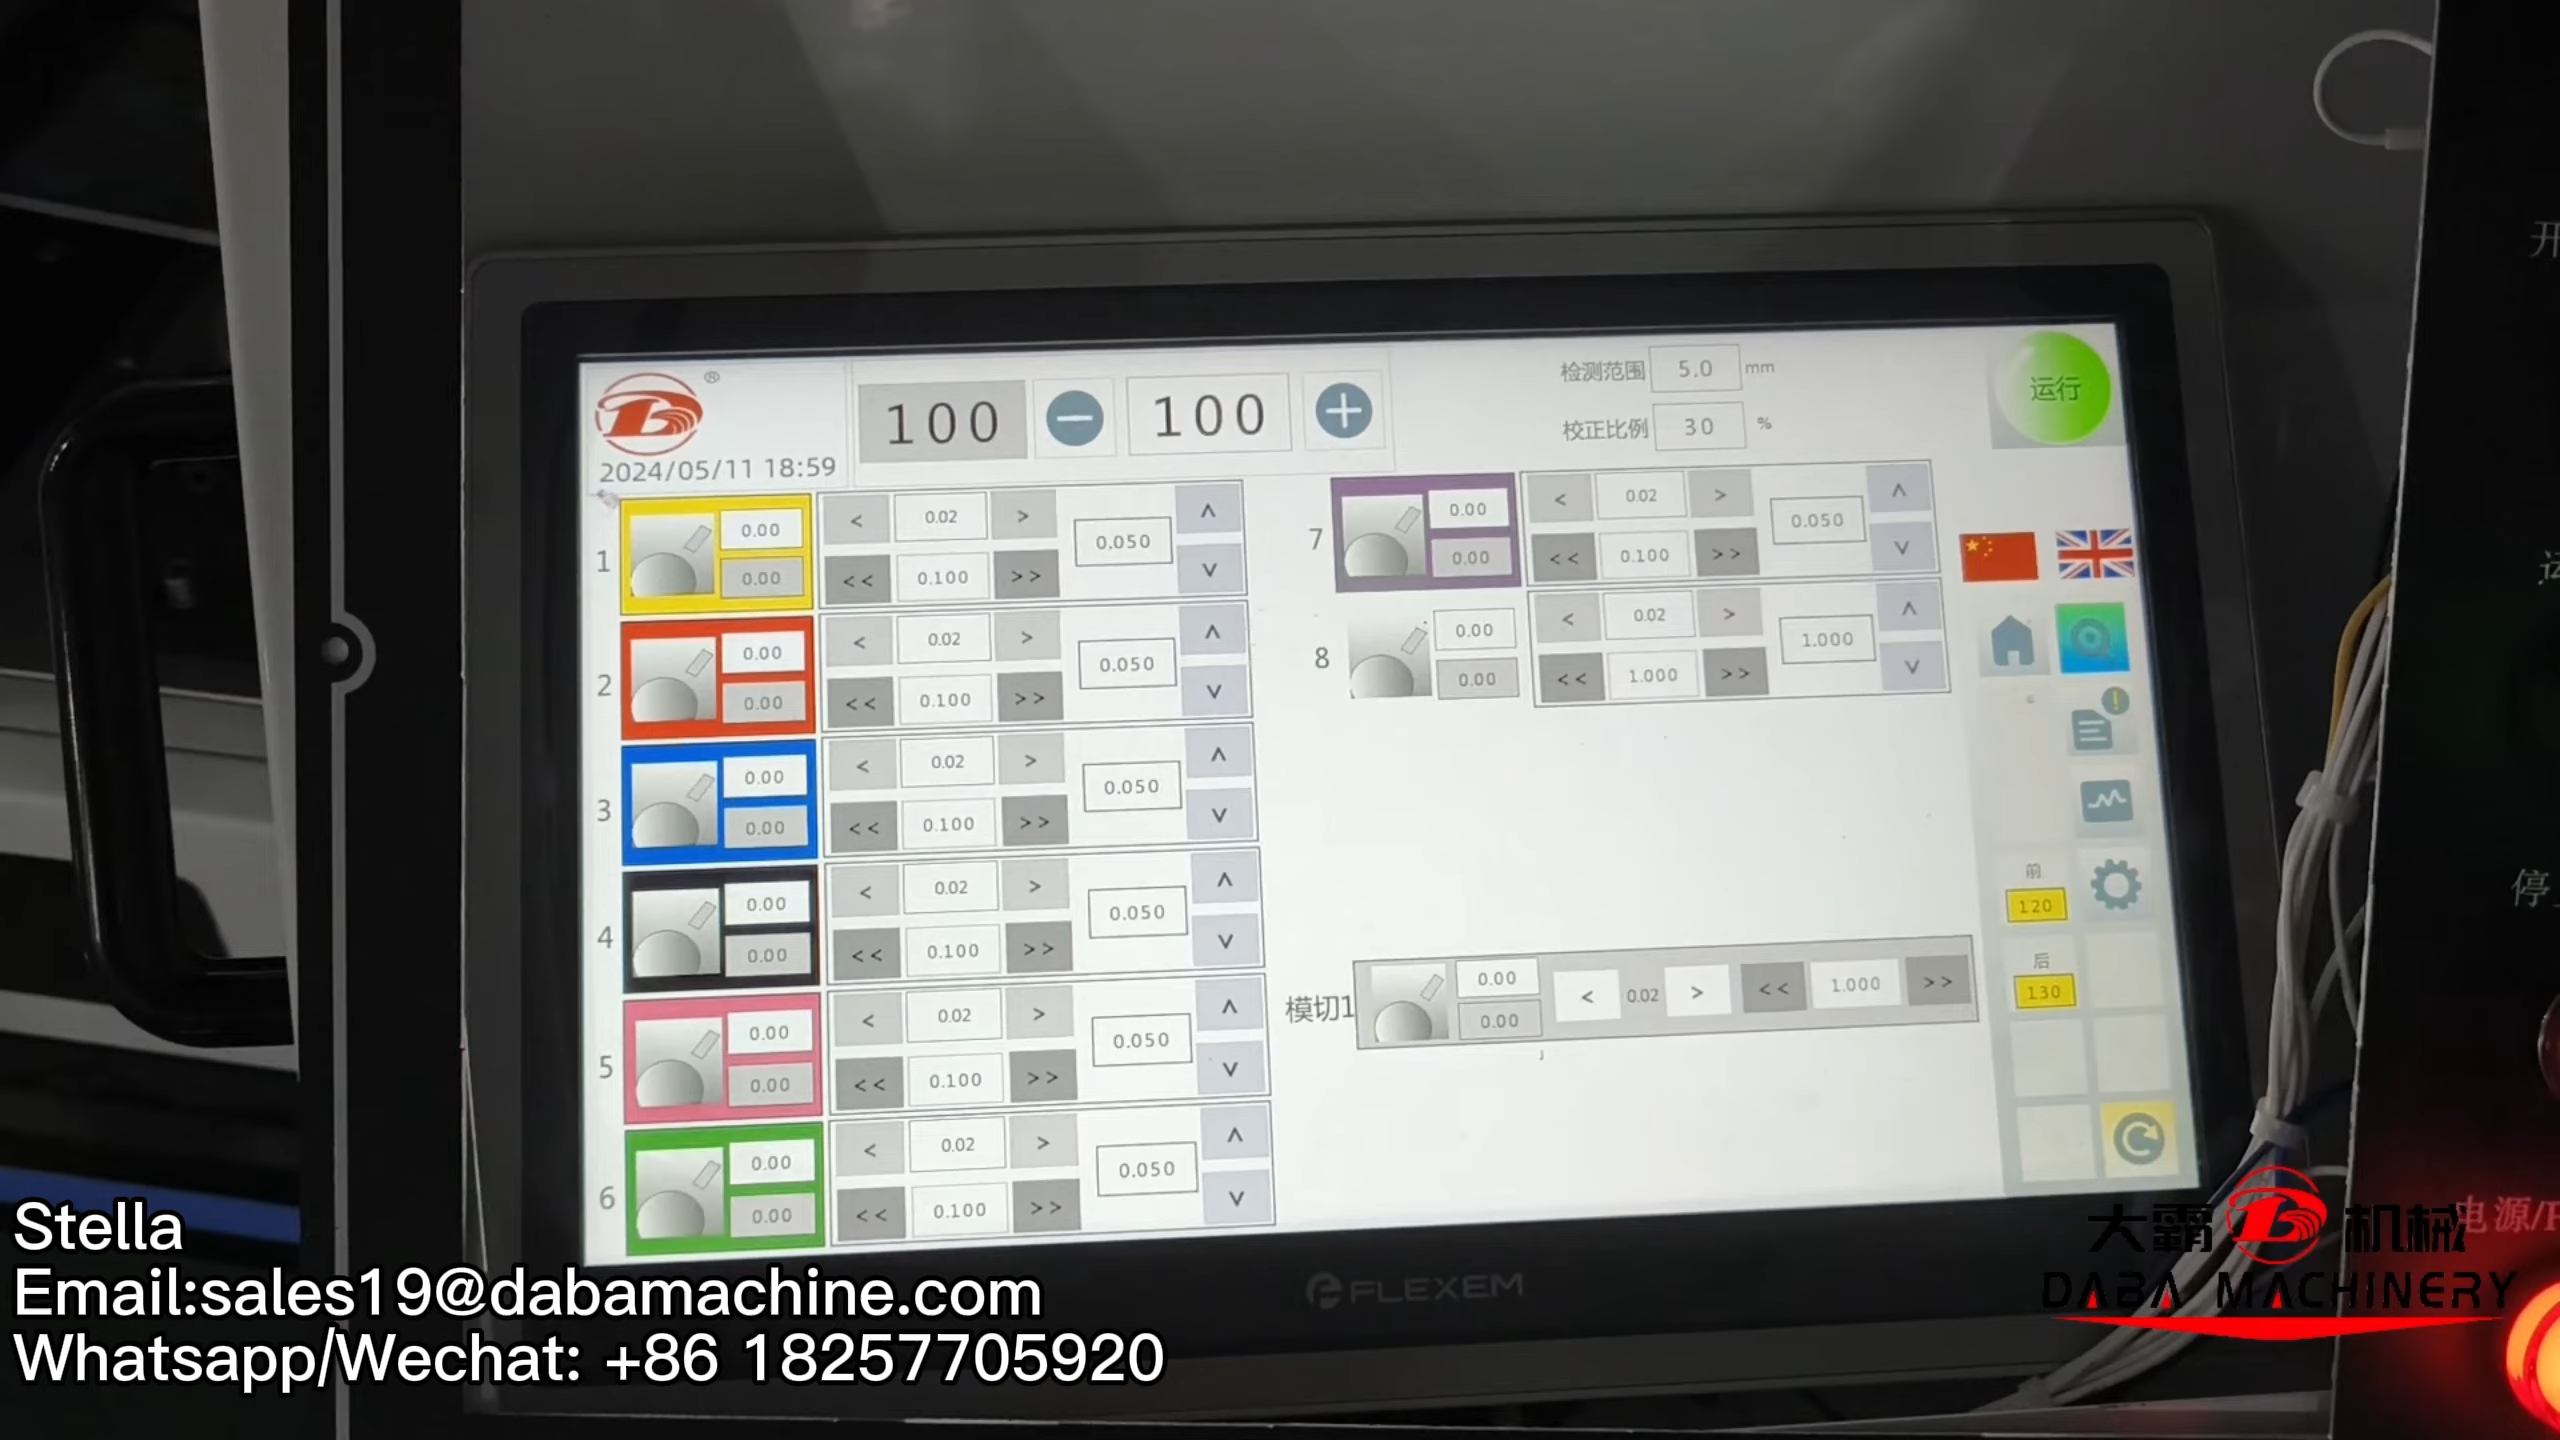 ®
2024/05/11 18:59
100
100
检测范围 5.0 mm
校正比例 30 %
运行
1 0.00 0.00 < 0.02 > << 0.100 >> 0.050
2 0.00 0.00 < 0.02 > << 0.100 >> 0.050
3 0.00 0.00 < 0.02 > << 0.100 >> 0.050
4 0.00 0.00 < 0.02 > << 0.100 >> 0.050
5 0.00 0.00 < 0.02 > << 0.100 >> 0.050
6 0.00 0.00 < 0.02 > << 0.100 >> 0.050
7 0.00 0.00 < 0.02 > << 0.100 >> 0.050
8 0.00 0.00 < 0.02 > << 1.000 >> 1.000
模切1 0.00 0.00 < 0.02 > << 1.000 >>
前
120
后
130
FLEXEM
开
停
电源/
Stella
Email:sales19@dabamachine.com
Whatsapp/Wechat: +86 18257705920
大霸机械
DABA MACHINERY